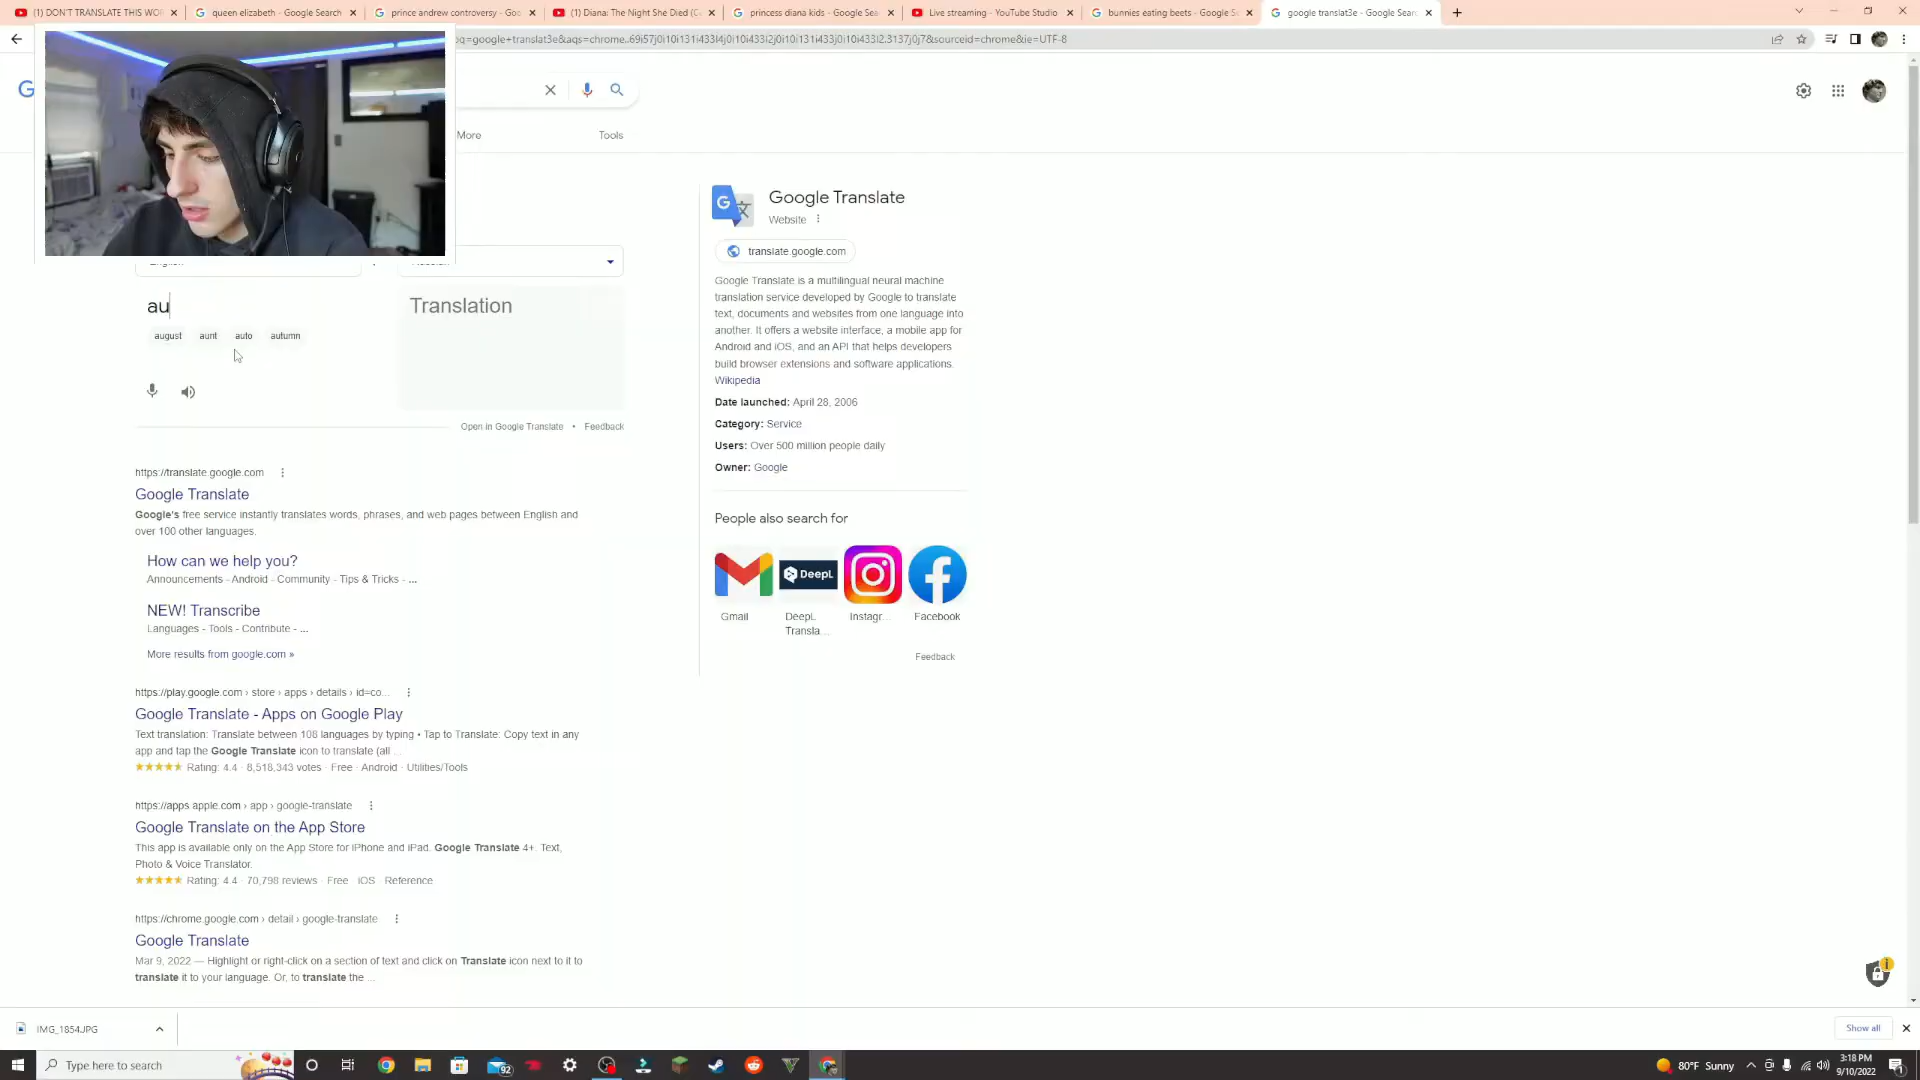 (1) DON'T TRANSLATE THIS WOR
queen elizabeth - Google Search
prince andrew controversy - Goo
(1) Diana: The Night She Died (C
princess diana kids - Google Sea
Live streaming - YouTube Studio
bunnies eating beets - Google S
google translat3e - Google Searc
oq=google+translat3e&aqs=chrome..69i57j0i10i131i433l4j0i10i433i2j0i10i131i433j0i10i433l2.3137j0j7&sourceid=chrome&ie=UTF-8
More
Tools
au
august aunt auto autumn
Translation
Open in Google Translate • Feedback
https://translate.google.com
Google Translate
Google's free service instantly translates words, phrases, and web pages between English and
over 100 other languages.
How can we help you?
Announcements - Android - Community - Tips & Tricks - ...
NEW! Transcribe
Languages - Tools - Contribute - ...
More results from google.com »
https://play.google.com › store › apps › details › id=co...
Google Translate - Apps on Google Play
Text translation: Translate between 108 languages by typing • Tap to Translate: Copy text in any
app and tap the Google Translate icon to translate (all ...
Rating: 4.4 · 8,518,343 votes · Free · Android · Utilities/Tools
https://apps.apple.com › app › google-translate
Google Translate on the App Store
This app is available only on the App Store for iPhone and iPad. Google Translate 4+. Text,
Photo & Voice Translator.
Rating: 4.4 · 70,798 reviews · Free · iOS · Reference
https://chrome.google.com › detail › google-translate
Google Translate
Mar 9, 2022 — Highlight or right-click on a section of text and click on Translate icon next to it to
translate it to your language. Or, to translate the ...
Google Translate
Website
translate.google.com
Google Translate is a multilingual neural machine
translation service developed by Google to translate
text, documents and websites from one language into
another. It offers a website interface, a mobile app for
Android and iOS, and an API that helps developers
build browser extensions and software applications.
Wikipedia
Date launched: April 28, 2006
Category: Service
Users: Over 500 million people daily
Owner: Google
People also search for
DeepL
Gmail
DeepL
Transla...
Instagr...
Facebook
Feedback
IMG_1854.JPG
Show all
Type here to search
92
80°F Sunny
3:18 PM
9/10/2022